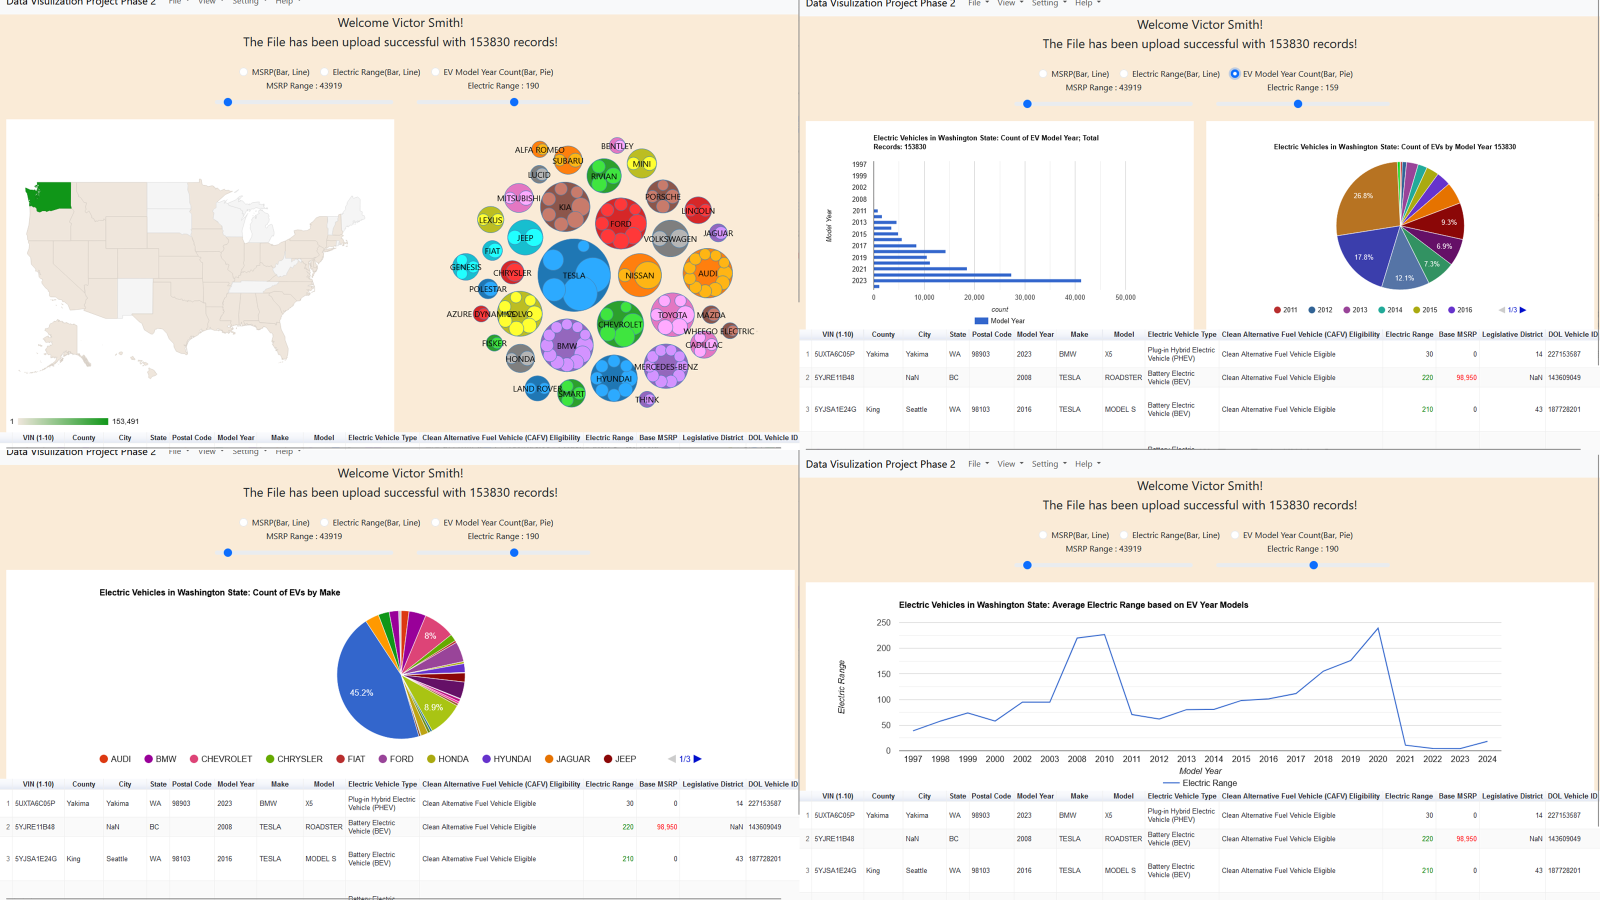 Data Visulization Project Phase 2 File View Setting Help
Welcome Victor Smith!
The File has been upload successful with 153830 records!
MSRP(Bar, Line) Electric Range(Bar, Line) EV Model Year Count(Bar, Pie)
MSRP Range : 43919 Electric Range : 190
ALFA ROMEO
BENTLEY
SUBARU
MINI
LUCID
RIVIAN
MITSUBISHI
PORSCHE
KIA
LINCOLN
LEXUS
FORD
JEEP
VOLKSWAGEN
JAGUAR
FIAT
GENESIS
CHRYSLER
TESLA
NISSAN
AUDI
POLESTAR
AZURE DYNAMICS
VOLVO
TOYOTA
MAZDA
CHEVROLET
WHEEGO ELECTRIC
FISKER
BMW
CADILLAC
HONDA
MERCEDES-BENZ
HYUNDAI
LAND ROVER
SMART
TH!NK
1 153,491
VIN (1-10) County City State Postal Code Model Year Make Model Electric Vehicle Type Clean Alternative Fuel Vehicle (CAFV) Eligibility Electric Range Base MSRP Legislative District DOL Vehicle ID
Data Visulization Project Phase 2 File View Setting Help
Welcome Victor Smith!
The File has been upload successful with 153830 records!
MSRP(Bar, Line) Electric Range(Bar, Line) EV Model Year Count(Bar, Pie)
MSRP Range : 43919 Electric Range : 159
Electric Vehicles in Washington State: Count of EV Model Year; Total
Records: 153830
1997
1999
2002
2008
2011
2013
2015
2017
2019
2021
2023
Model Year
0 10,000 20,000 30,000 40,000 50,000
count
Model Year
Electric Vehicles in Washington State: Count of EVs by Model Year 153830
26.8%
9.3%
6.9%
7.3%
12.1%
17.8%
2011 2012 2013 2014 2015 2016 1/3
VIN (1-10) County City State Postal Code Model Year Make Model Electric Vehicle Type Clean Alternative Fuel Vehicle (CAFV) Eligibility Electric Range Base MSRP Legislative District DOL Vehicle ID
1 5UXTA6C05P Yakima Yakima WA 98903 2023 BMW X5 Plug-in Hybrid Electric Vehicle (PHEV) Clean Alternative Fuel Vehicle Eligible 30 0 14 227153587
2 5YJRE11B48 NaN BC 2008 TESLA ROADSTER Battery Electric Vehicle (BEV) Clean Alternative Fuel Vehicle Eligible 220 98,950 NaN 143609049
3 5YJSA1E24G King Seattle WA 98103 2016 TESLA MODEL S Battery Electric Vehicle (BEV) Clean Alternative Fuel Vehicle Eligible 210 0 43 187728201
Battery Electric
Data Visulization Project Phase 2 File View Setting Help
Welcome Victor Smith!
The File has been upload successful with 153830 records!
MSRP(Bar, Line) Electric Range(Bar, Line) EV Model Year Count(Bar, Pie)
MSRP Range : 43919 Electric Range : 190
Electric Vehicles in Washington State: Count of EVs by Make
8%
45.2%
8.9%
AUDI BMW CHEVROLET CHRYSLER FIAT FORD HONDA HYUNDAI JAGUAR JEEP 1/3
VIN (1-10) County City State Postal Code Model Year Make Model Electric Vehicle Type Clean Alternative Fuel Vehicle (CAFV) Eligibility Electric Range Base MSRP Legislative District DOL Vehicle ID
1 5UXTA6C05P Yakima Yakima WA 98903 2023 BMW X5 Plug-in Hybrid Electric Vehicle (PHEV) Clean Alternative Fuel Vehicle Eligible 30 0 14 227153587
2 5YJRE11B48 NaN BC 2008 TESLA ROADSTER Battery Electric Vehicle (BEV) Clean Alternative Fuel Vehicle Eligible 220 98,950 NaN 143609049
3 5YJSA1E24G King Seattle WA 98103 2016 TESLA MODEL S Battery Electric Vehicle (BEV) Clean Alternative Fuel Vehicle Eligible 210 0 43 187728201
Battery Electric
Data Visulization Project Phase 2 File View Setting Help
Welcome Victor Smith!
The File has been upload successful with 153830 records!
MSRP(Bar, Line) Electric Range(Bar, Line) EV Model Year Count(Bar, Pie)
MSRP Range : 43919 Electric Range : 190
Electric Vehicles in Washington State: Average Electric Range based on EV Year Models
250
200
150
100
50
0
Electric Range
1997 1998 1999 2000 2002 2003 2008 2010 2011 2012 2013 2014 2015 2016 2017 2018 2019 2020 2021 2022 2023 2024
Model Year
Electric Range
VIN (1-10) County City State Postal Code Model Year Make Model Electric Vehicle Type Clean Alternative Fuel Vehicle (CAFV) Eligibility Electric Range Base MSRP Legislative District DOL Vehicle ID
1 5UXTA6C05P Yakima Yakima WA 98903 2023 BMW X5 Plug-in Hybrid Electric Vehicle (PHEV) Clean Alternative Fuel Vehicle Eligible 30 0 14 227153587
2 5YJRE11B48 NaN BC 2008 TESLA ROADSTER Battery Electric Vehicle (BEV) Clean Alternative Fuel Vehicle Eligible 220 98,950 NaN 143609049
3 5YJSA1E24G King Seattle WA 98103 2016 TESLA MODEL S Battery Electric Vehicle (BEV) Clean Alternative Fuel Vehicle Eligible 210 0 43 187728201